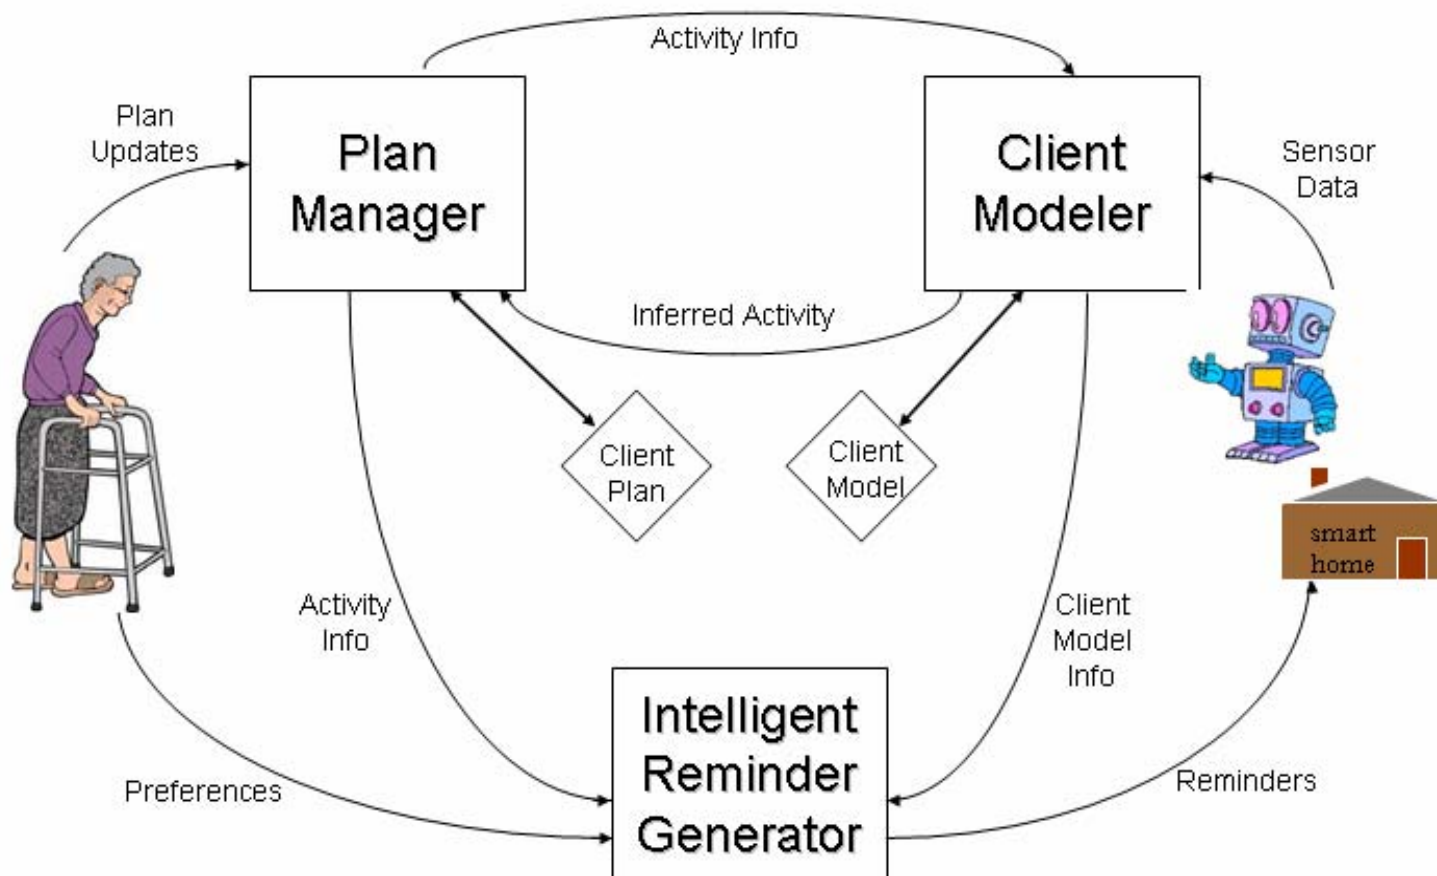 Activity Info
Plan
Updates
Plan
Manager
Client
Modeler
Sensor
Data
Inferred Activity
Client
Plan
Client
Model
smart
home
Activity
Info
Client
Model
Info
Intelligent
Reminder
Generator
Preferences
Reminders